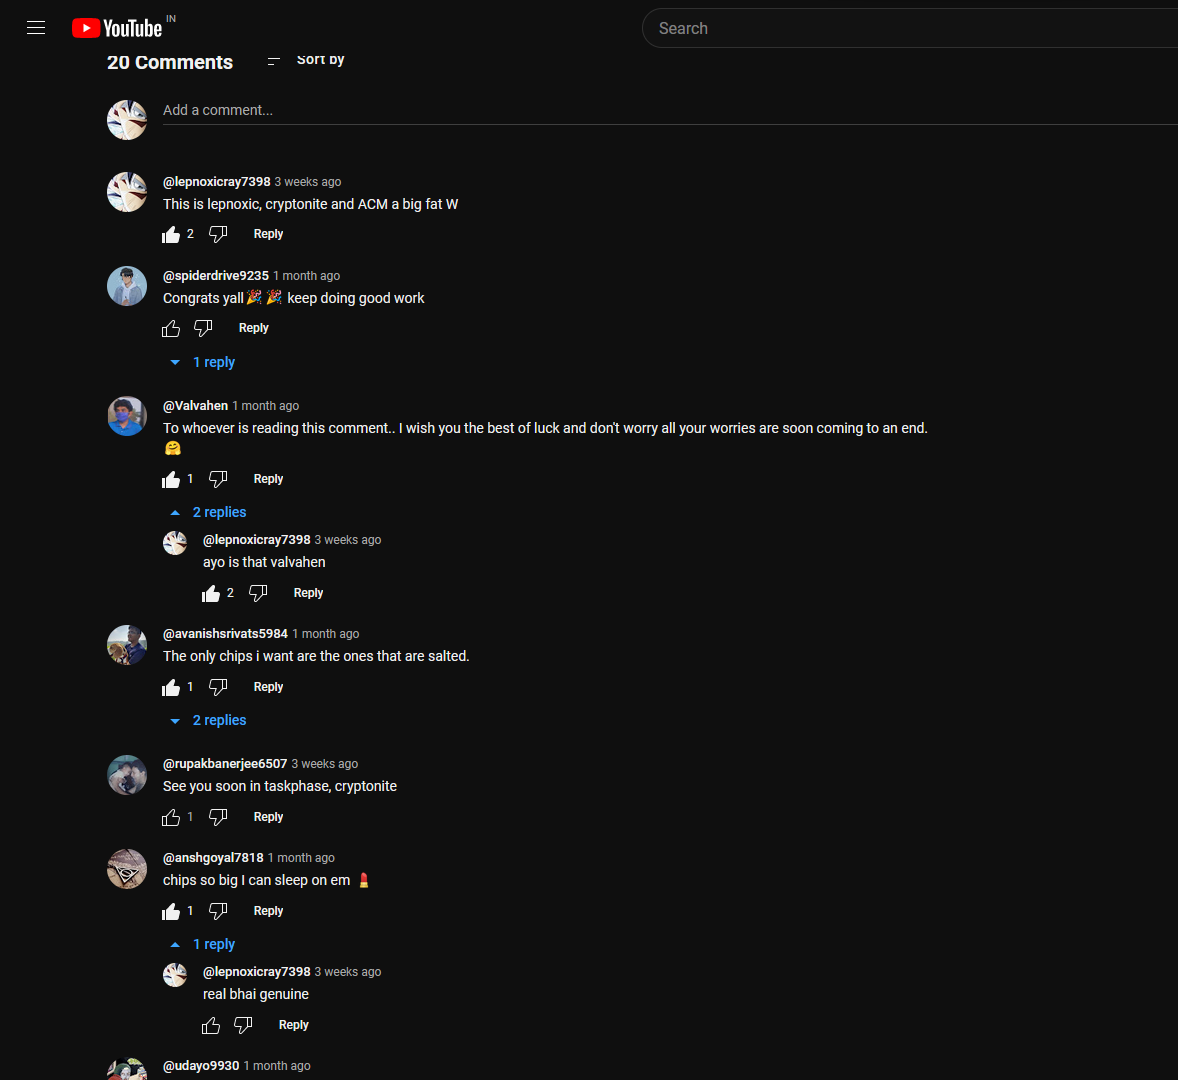 YouTube IN
Search
20 Comments Sort by
Add a comment...
@lepnoxicray7398 3 weeks ago
This is lepnoxic, cryptonite and ACM a big fat W
2 Reply
@spiderdrive9235 1 month ago
Congrats yall🎉🎉 keep doing good work
Reply
1 reply
@Valvahen 1 month ago
To whoever is reading this comment.. I wish you the best of luck and don't worry all your worries are soon coming to an end.
🤗
1 Reply
2 replies
@lepnoxicray7398 3 weeks ago
ayo is that valvahen
2 Reply
@avanishsrivats5984 1 month ago
The only chips i want are the ones that are salted.
1 Reply
2 replies
@rupakbanerjee6507 3 weeks ago
See you soon in taskphase, cryptonite
1 Reply
@anshgoyal7818 1 month ago
chips so big I can sleep on em 💄
1 Reply
1 reply
@lepnoxicray7398 3 weeks ago
real bhai genuine
Reply
@udayo9930 1 month ago